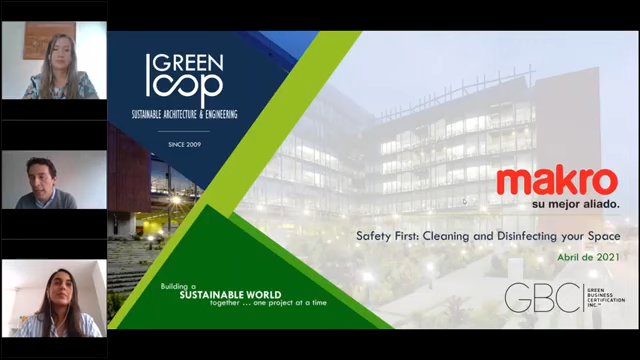 GREEN
loop
SUSTAINABLE ARCHITECTURE & ENGINEERING
SINCE 2009
makro
su mejor aliado.
Safety First: Cleaning and Disinfecting your Space
Abril de 2021
Building a
SUSTAINABLE WORLD
together ... one project at a time
GBCI
GREEN
BUSINESS
CERTIFICATION
INC.™